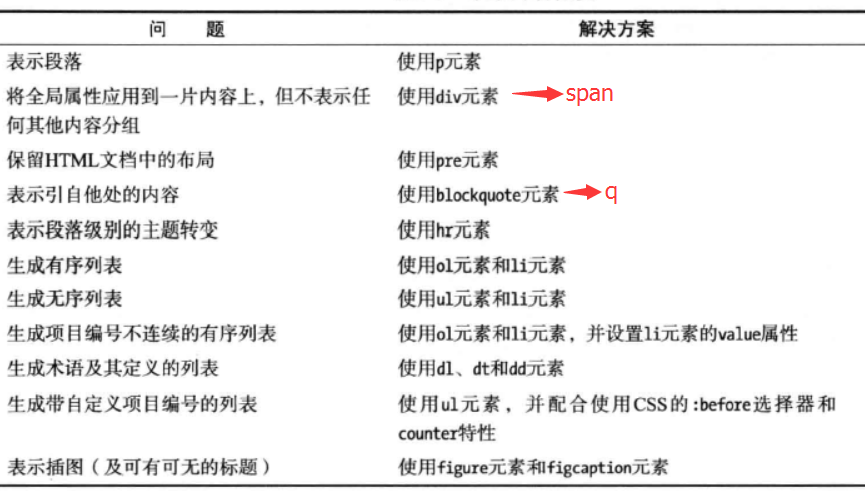 问 题 解决方案
表示段落 使用p元素
将全局属性应用到一片内容上，但不表示任 使用div元素 span
何其他内容分组
保留HTML文档中的布局 使用pre元素
表示引自他处的内容 使用blockquote元素 q
表示段落级别的主题转变 使用hr元素
生成有序列表 使用ol元素和li元素
生成无序列表 使用ul元素和li元素
生成项目编号不连续的有序列表 使用ol元素和li元素，并设置li元素的value属性
生成术语及其定义的列表 使用dl、dt和dd元素
生成带自定义项目编号的列表 使用ul元素，并配合使用CSS的:before选择器和
counter特性
表示插图（及可有可无的标题） 使用figure元素和figcaption元素